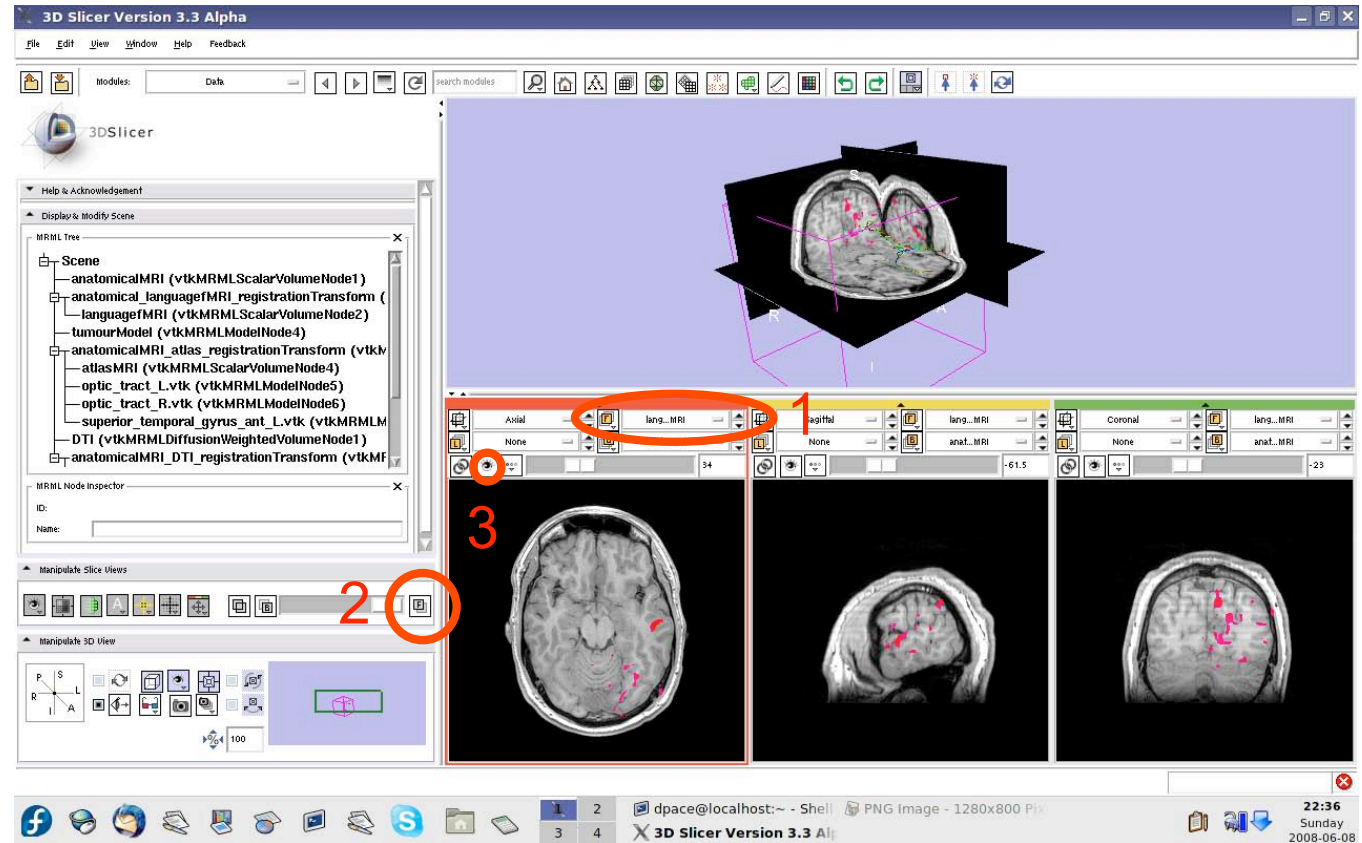 3D Slicer Version 3.3 Alpha
File Edit View Window Help Feedback
Modules: Data search modules
3DSlicer
Help & Acknowledgement
Display & Modify Scene
MRML Tree
Scene
anatomicalMRI (vtkMRMLScalarVolumeNode1)
anatomical_languagefMRI_registrationTransform (
languagefMRI (vtkMRMLScalarVolumeNode2)
tumourModel (vtkMRMLModelNode4)
anatomicalMRI_atlas_registrationTransform (vtkM
atlasMRI (vtkMRMLScalarVolumeNode4)
optic_tract_L.vtk (vtkMRMLModelNode5)
optic_tract_R.vtk (vtkMRMLModelNode6)
superior_temporal_gyrus_ant_L.vtk (vtkMRMLM
DTI (vtkMRMLDiffusionWeightedVolumeNode1)
anatomicalMRI_DTI_registrationTransform (vtkMF
MRML Node Inspector
ID:
Name:
Manipulate Slice Views
A B F
2
Manipulate 3D View
P S
R L
I A
100
S
R A
I
1
Axial F lang...MRI
L None B
34
3
Sagittal F lang...MRI
L None B anat...MRI
-61.5
Coronal F lang...MRI
L None B anat...MRI
-23
1 2
3 4
dpace@localhost:~ - Shell
PNG Image - 1280x800 Pix
3D Slicer Version 3.3 Alp
22:36
Sunday
2008-06-08